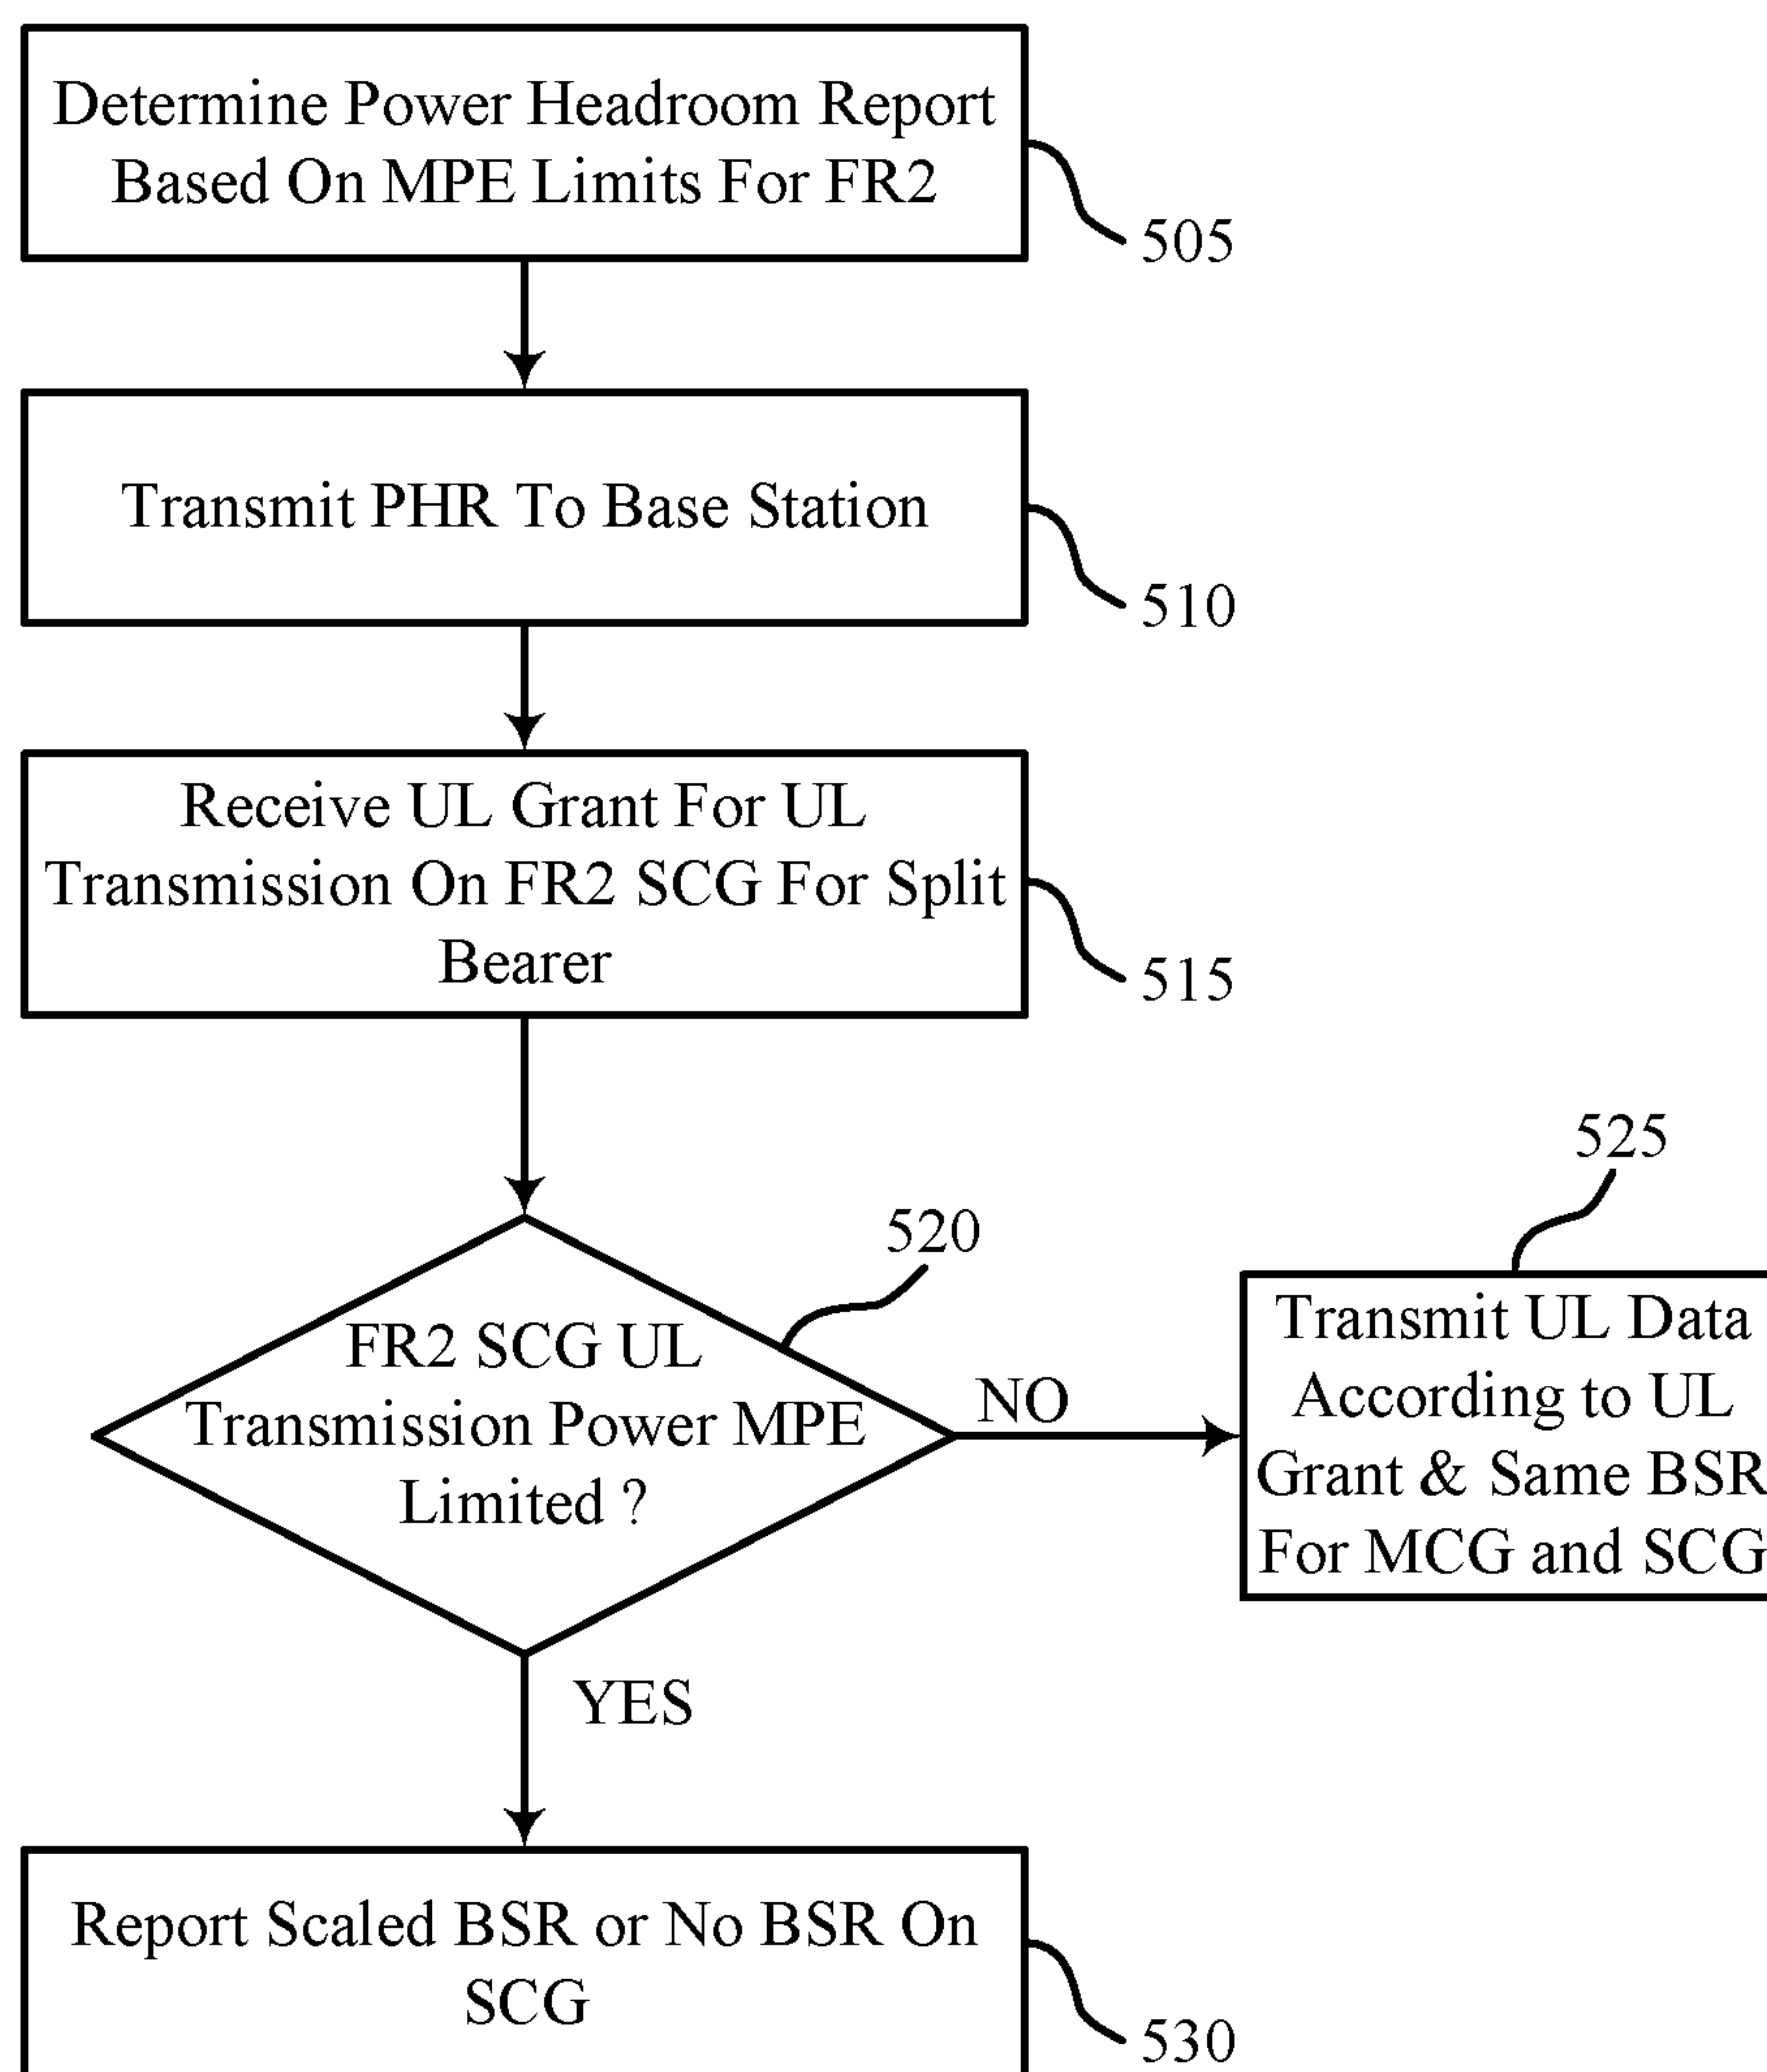 Determine Power Headroom Report
Based On MPE Limits For FR2
505
Transmit PHR To Base Station
510
Receive UL Grant For UL
Transmission On FR2 SCG For Split
Bearer
515
520
FR2 SCG UL
Transmission Power MPE
Limited ?
NO
525
Transmit UL Data
According to UL
Grant & Same BSR
For MCG and SCG
YES
Report Scaled BSR or No BSR On
SCG
530